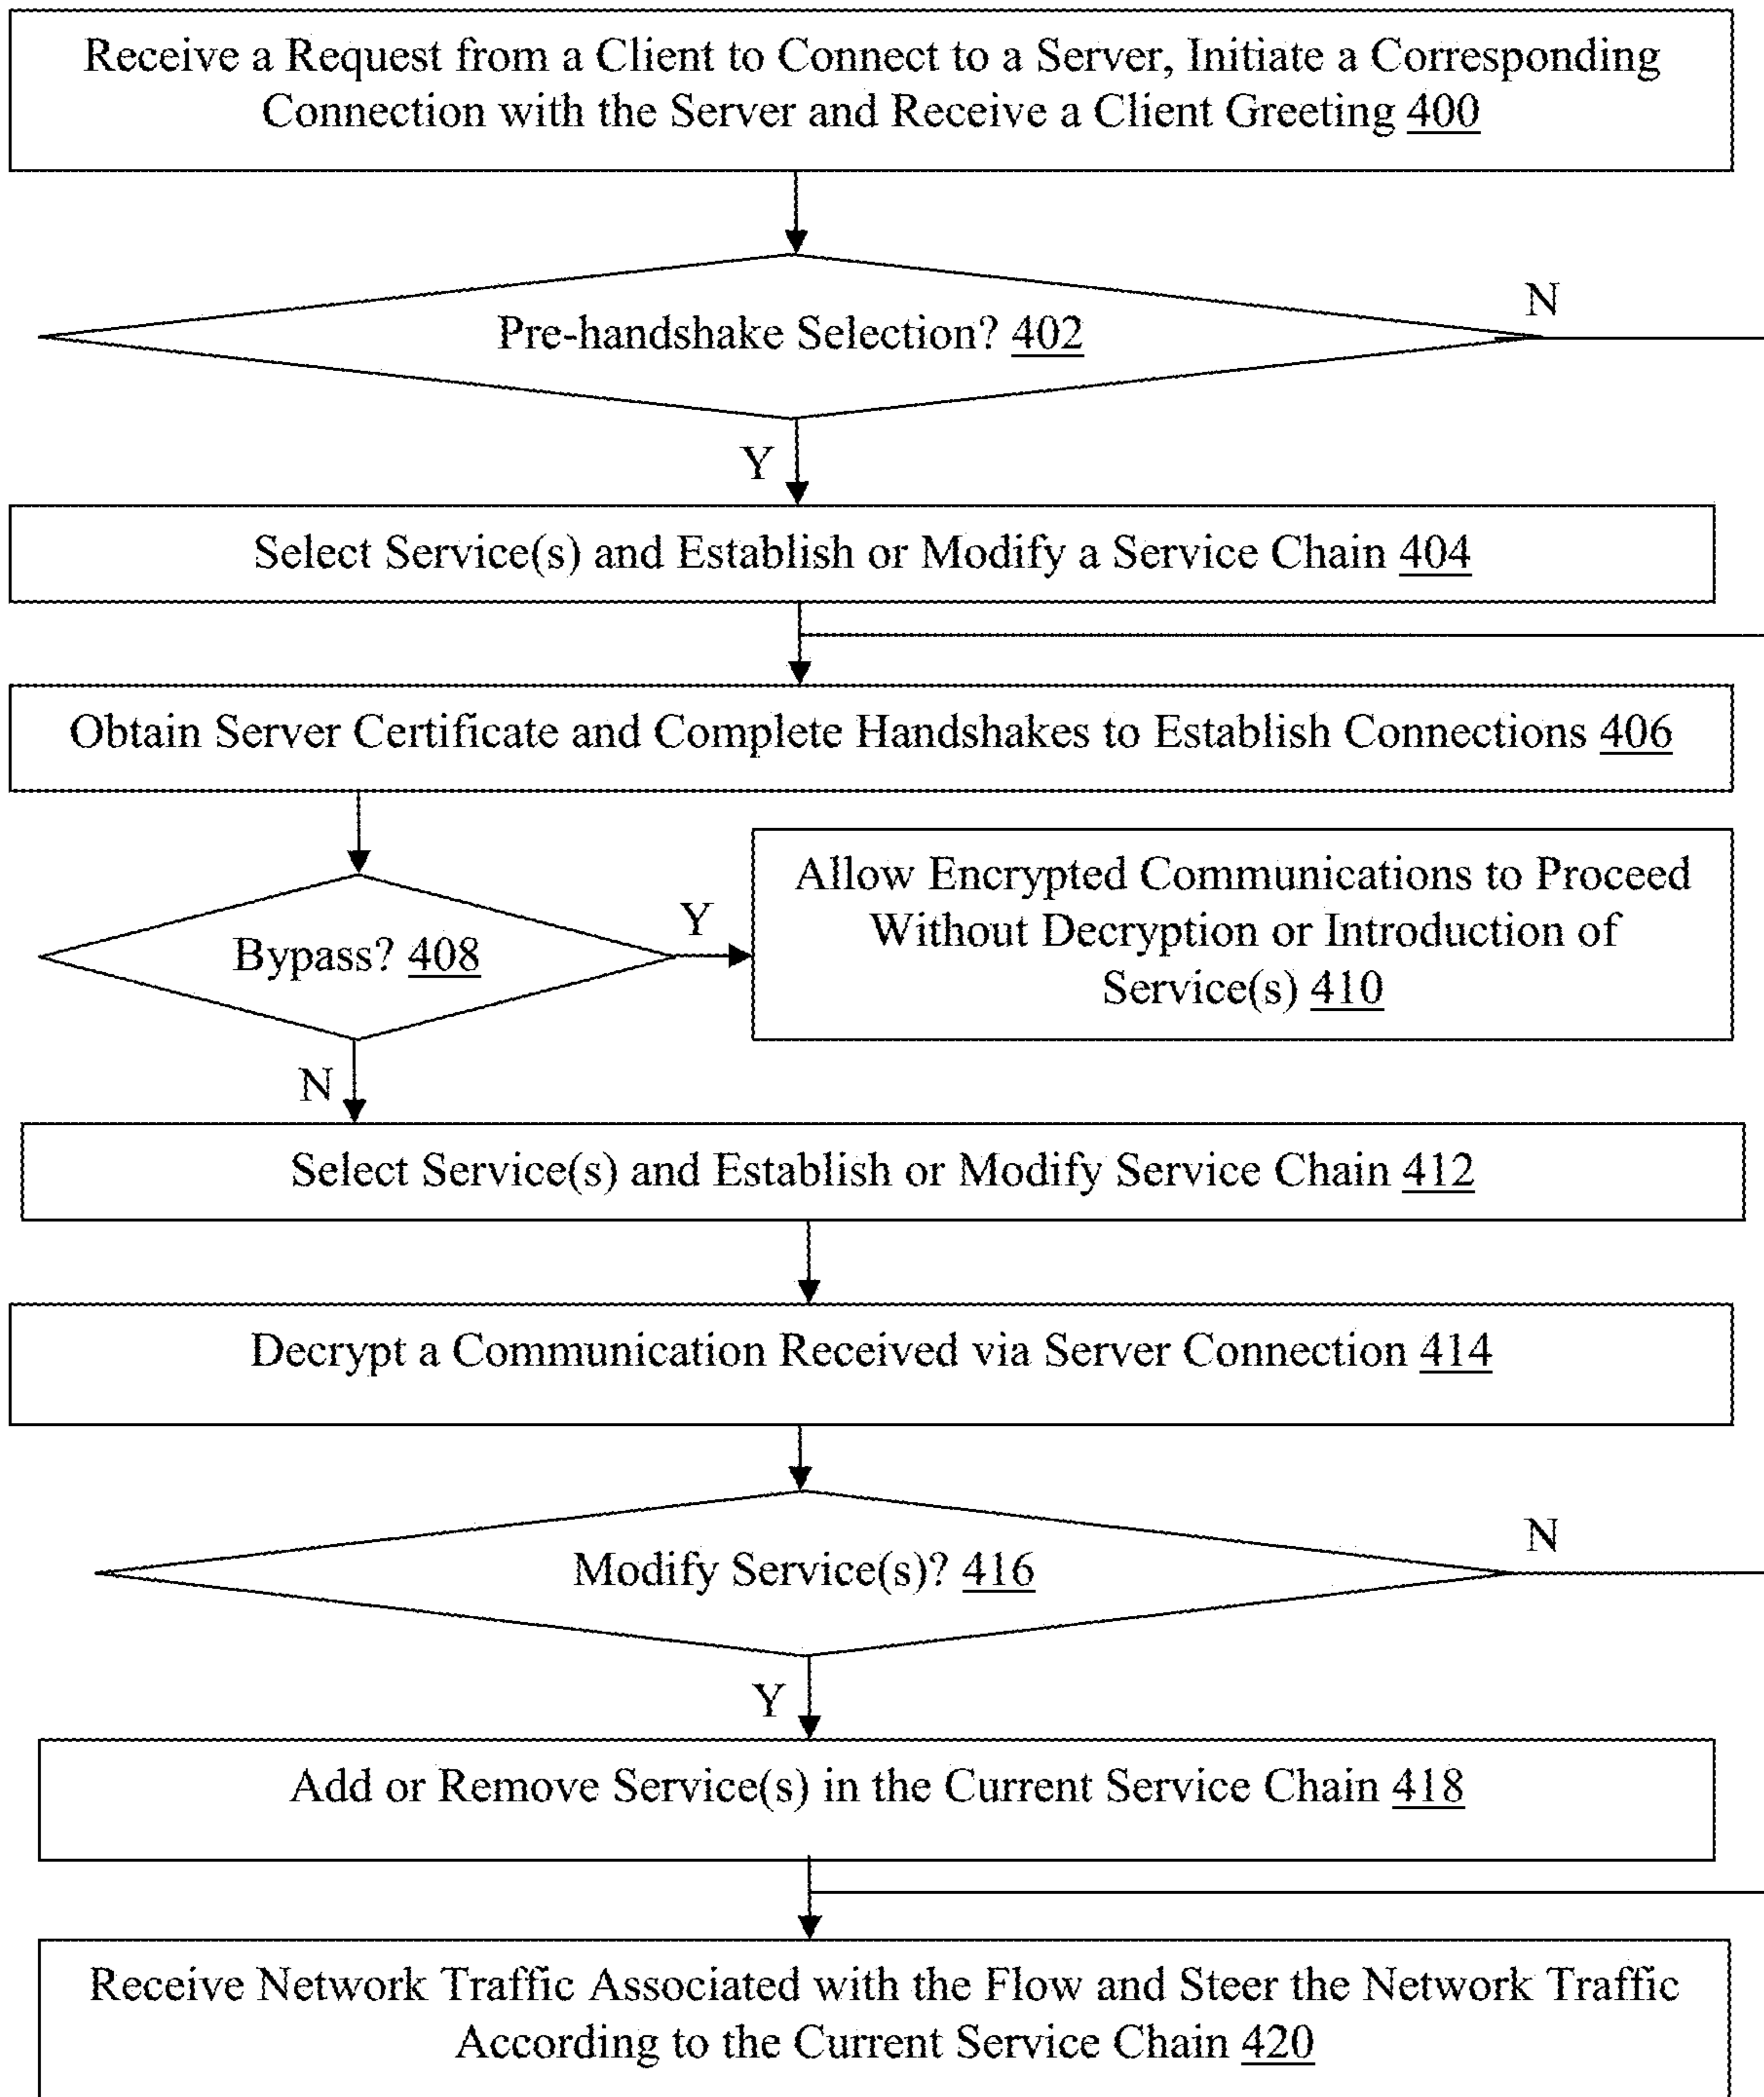 Receive a Request from a Client to Connect to a Server, Initiate a Corresponding
Connection with the Server and Receive a Client Greeting 400
N
Pre-handshake Selection? 402
Y
Select Service(s) and Establish or Modify a Service Chain 404
Obtain Server Certificate and Complete Handshakes to Establish Connections 406
Allow Encrypted Communications to Proceed
Without Decryption or Introduction of
Service(s) 410
Y
Bypass? 408
N
Select Service(s) and Establish or Modify Service Chain 412
Decrypt a Communication Received via Server Connection 414
N
Modify Service(s)? 416
Y
Add or Remove Service(s) in the Current Service Chain 418
Receive Network Traffic Associated with the Flow and Steer the Network Traffic
According to the Current Service Chain 420